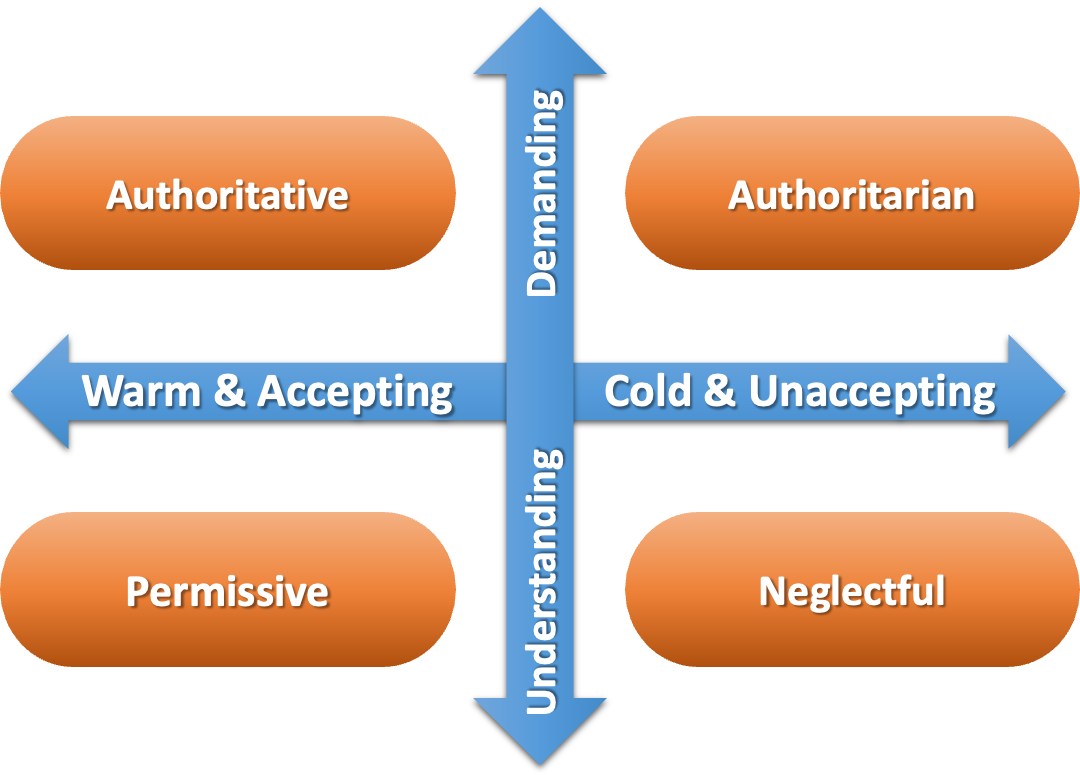 Demanding
Authoritative
Authoritarian
Warm & Accepting
Cold & Unaccepting
Understanding
Permissive
Neglectful